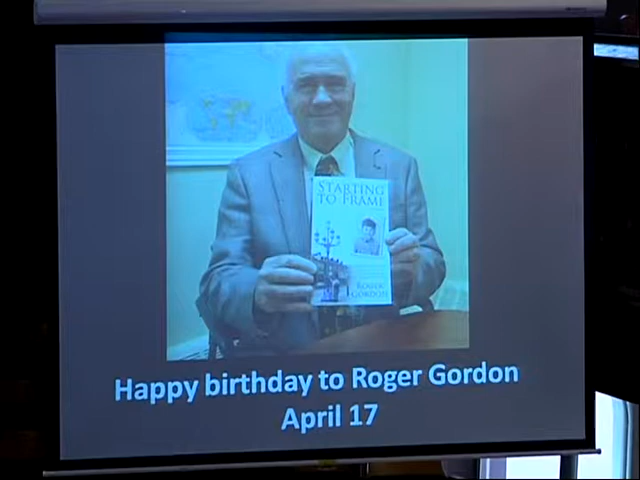 STARTING
TO FRAME
ROGER
GORDON
Happy birthday to Roger Gordon
April 17